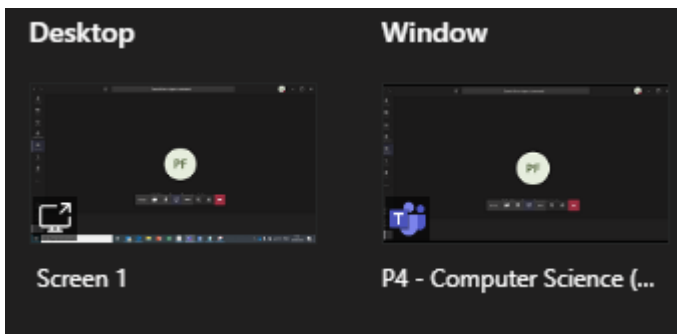 Desktop
Window
PF
PF
Screen 1
P4 - Computer Science (...